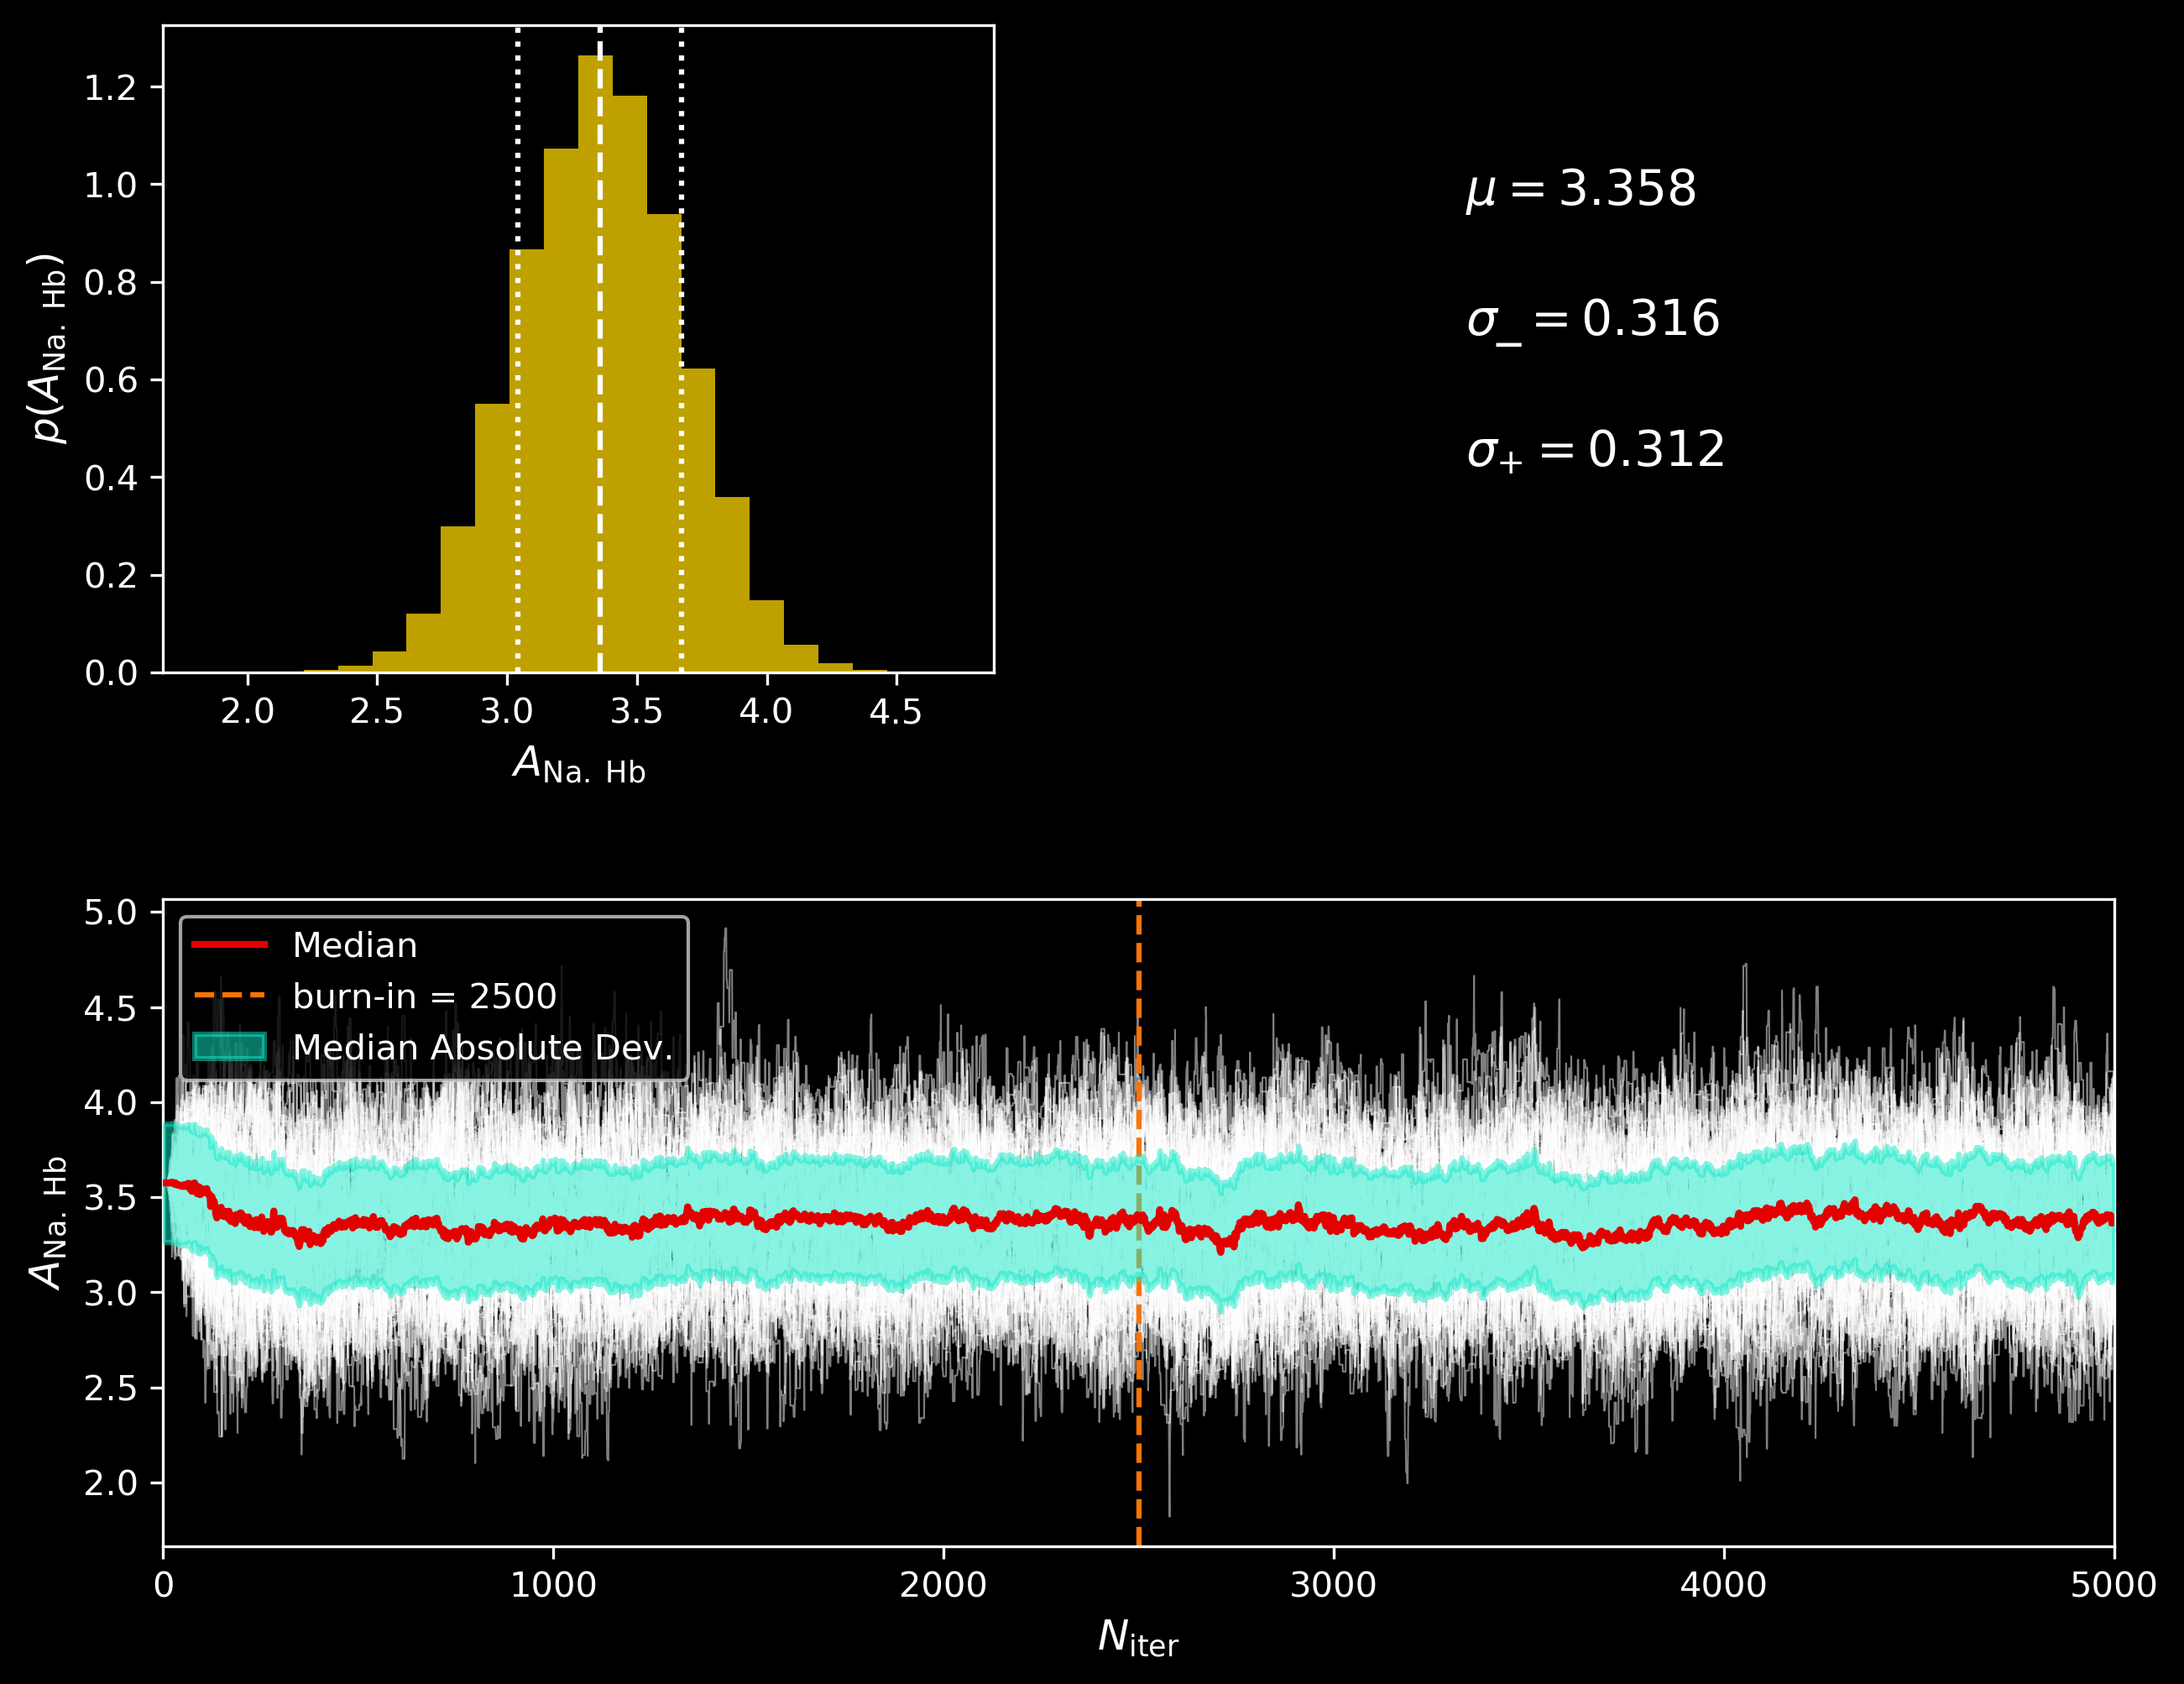 1.2
1.0
0.8
0.6
0.4
0.2
0.0
p(A_Na. Hb)
2.0 2.5 3.0 3.5 4.0 4.5
A_Na. Hb
μ = 3.358
σ_− = 0.316
σ_+ = 0.312
5.0
4.5
4.0
3.5
3.0
2.5
2.0
A_Na. Hb
Median
burn-in = 2500
Median Absolute Dev.
0 1000 2000 3000 4000 5000
N_iter